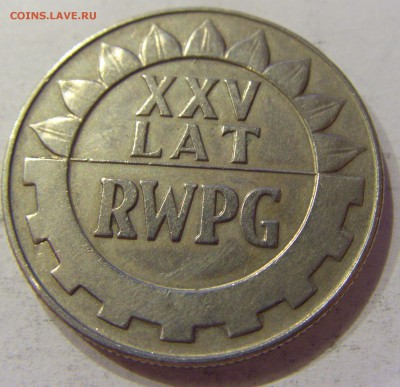 COINS.LAVE.RU
XXV
LAT
RWPG